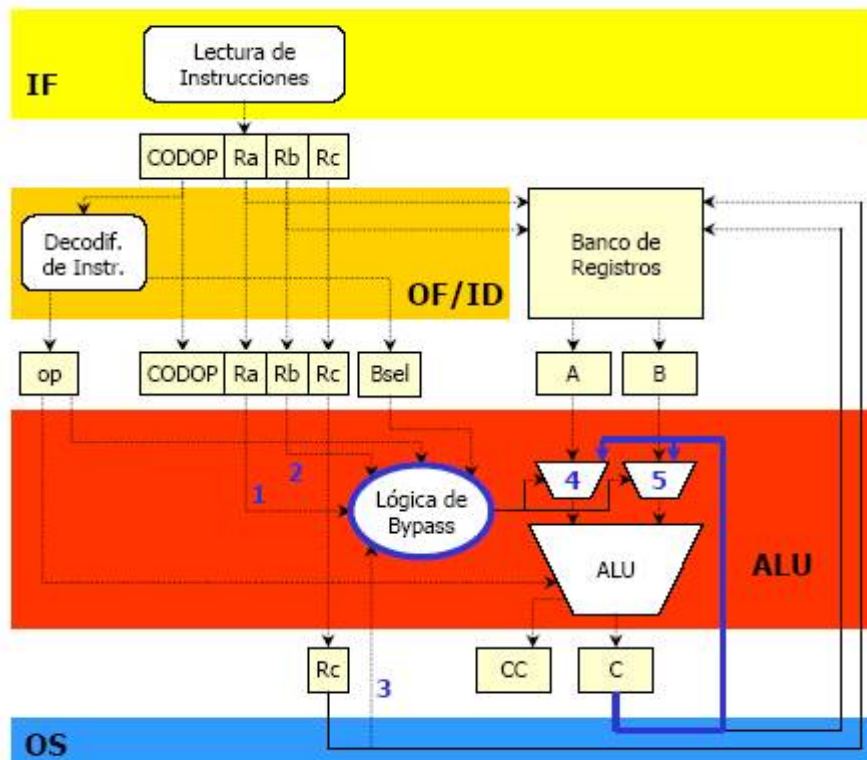 Lectura de
Instrucciones
IF
CODOP Ra Rb Rc
Decodif.
de Instr.
Banco de
Registros
OF/ID
op CODOP Ra Rb Rc Bsel A B
2
4 5
1
Lógica de
Bypass
ALU
ALU
Rc CC C
3
OS